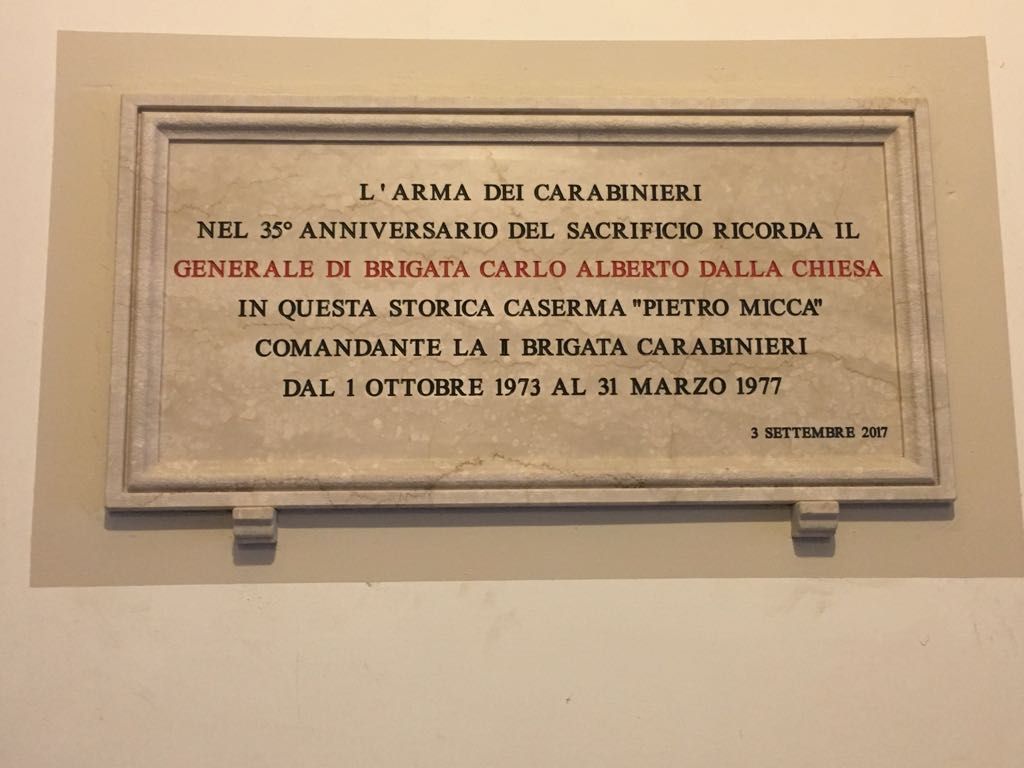 L'ARMA DEI CARABINIERI
NEL 35° ANNIVERSARIO DEL SACRIFICIO RICORDA IL
GENERALE DI BRIGATA CARLO ALBERTO DALLA CHIESA
IN QUESTA STORICA CASERMA "PIETRO MICCA"
COMANDANTE LA I BRIGATA CARABINIERI
DAL 1 OTTOBRE 1973 AL 31 MARZO 1977
3 SETTEMBRE 2017